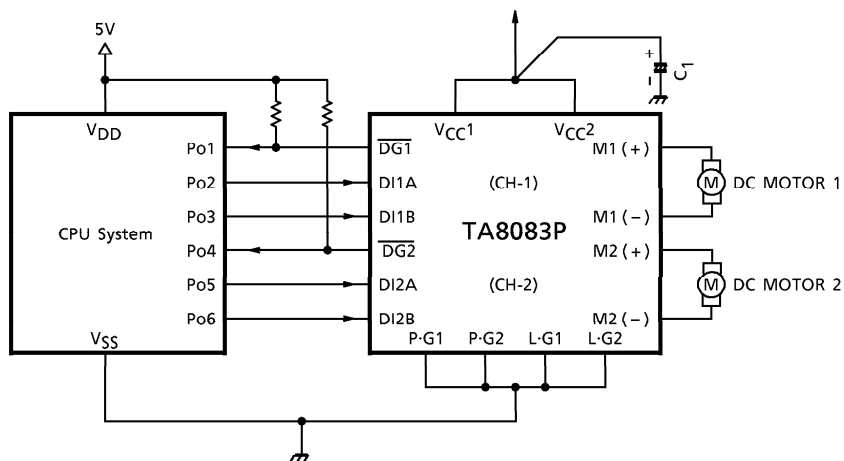 5V
+
-
C1
VDD
VCC1
VCC2
Po1
DG1
M1 (+)
M
DC MOTOR 1
Po2
DI1A
(CH-1)
Po3
DI1B
M1 (-)
CPU System
TA8083P
Po4
DG2
M2 (+)
M
DC MOTOR 2
Po5
DI2A
(CH-2)
Po6
DI2B
M2 (-)
VSS
P·G1
P·G2
L·G1
L·G2